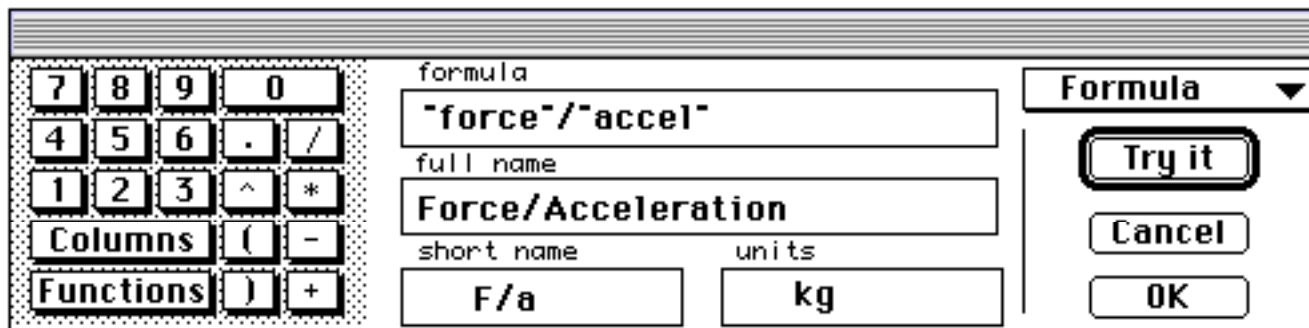 7 8 9 0
4 5 6 . /
1 2 3 ^ *
Columns ( -
Functions ) +
formula
"force"/"accel"
full name
Force/Acceleration
short name units
F/a kg
Formula
Try it
Cancel
OK